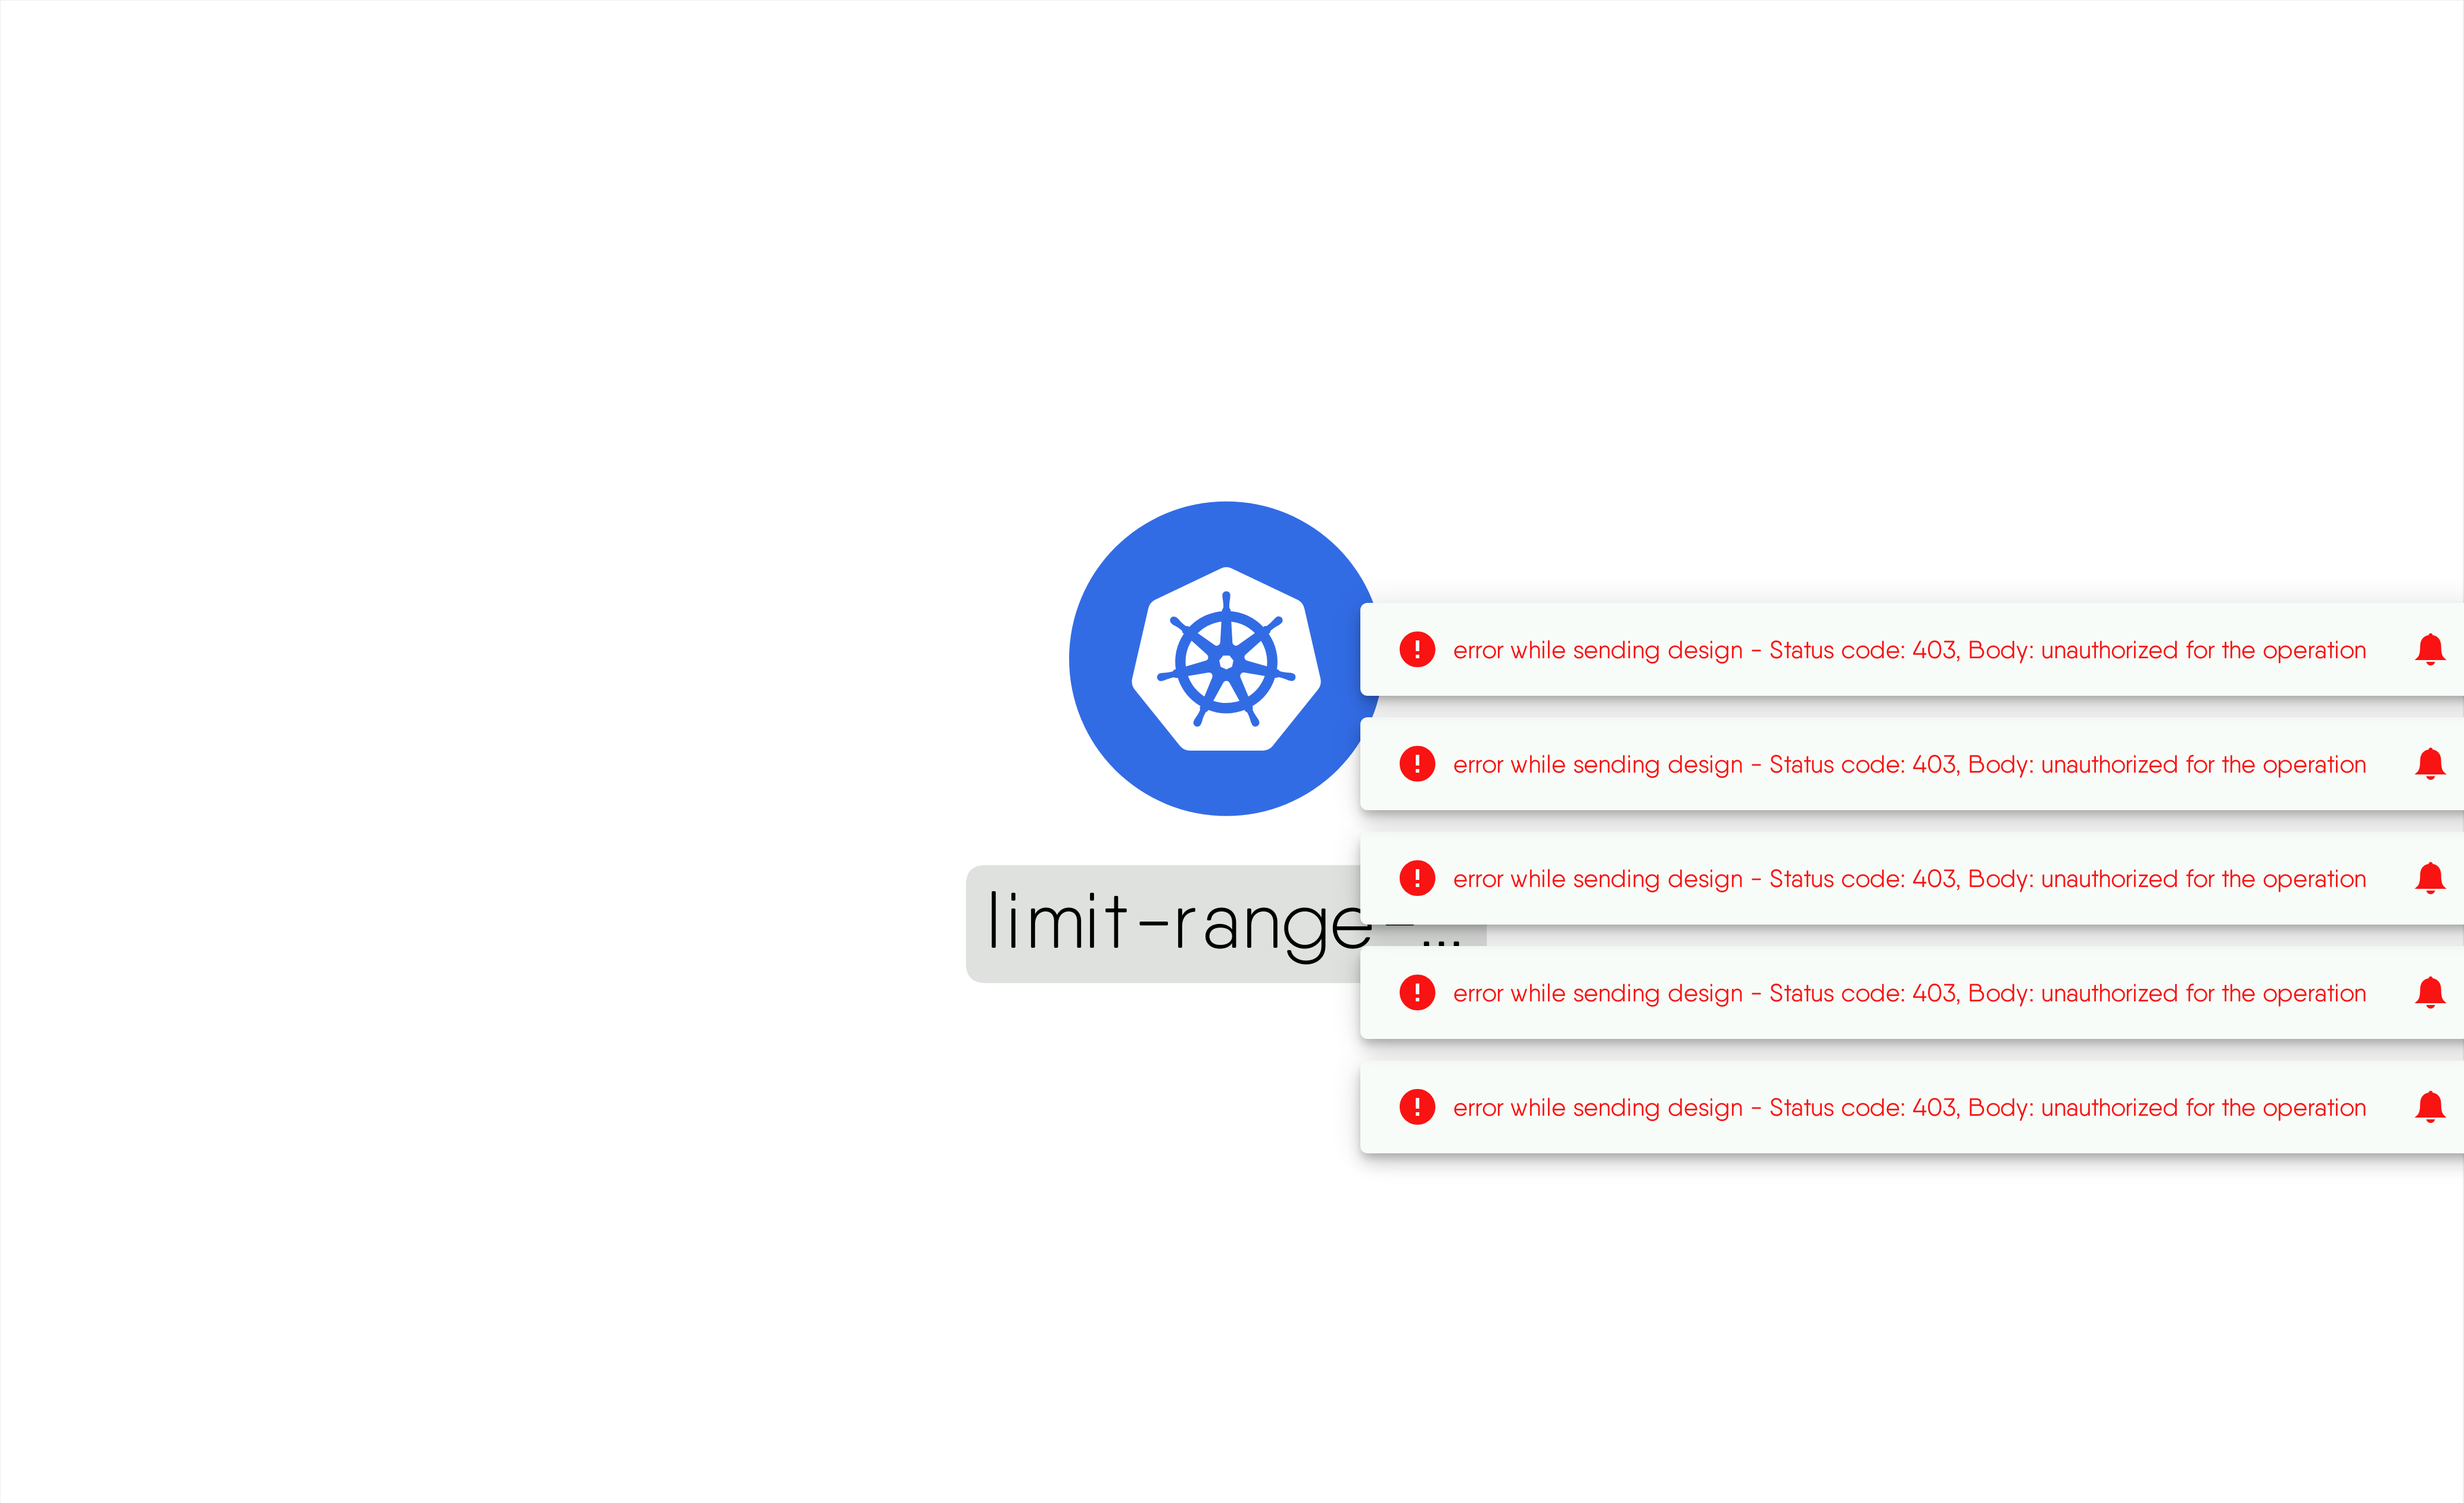 error while sending design - Status code: 403, Body: unauthorized for the operation
error while sending design - Status code: 403, Body: unauthorized for the operation
error while sending design - Status code: 403, Body: unauthorized for the operation
limit-range-...
error while sending design - Status code: 403, Body: unauthorized for the operation
error while sending design - Status code: 403, Body: unauthorized for the operation